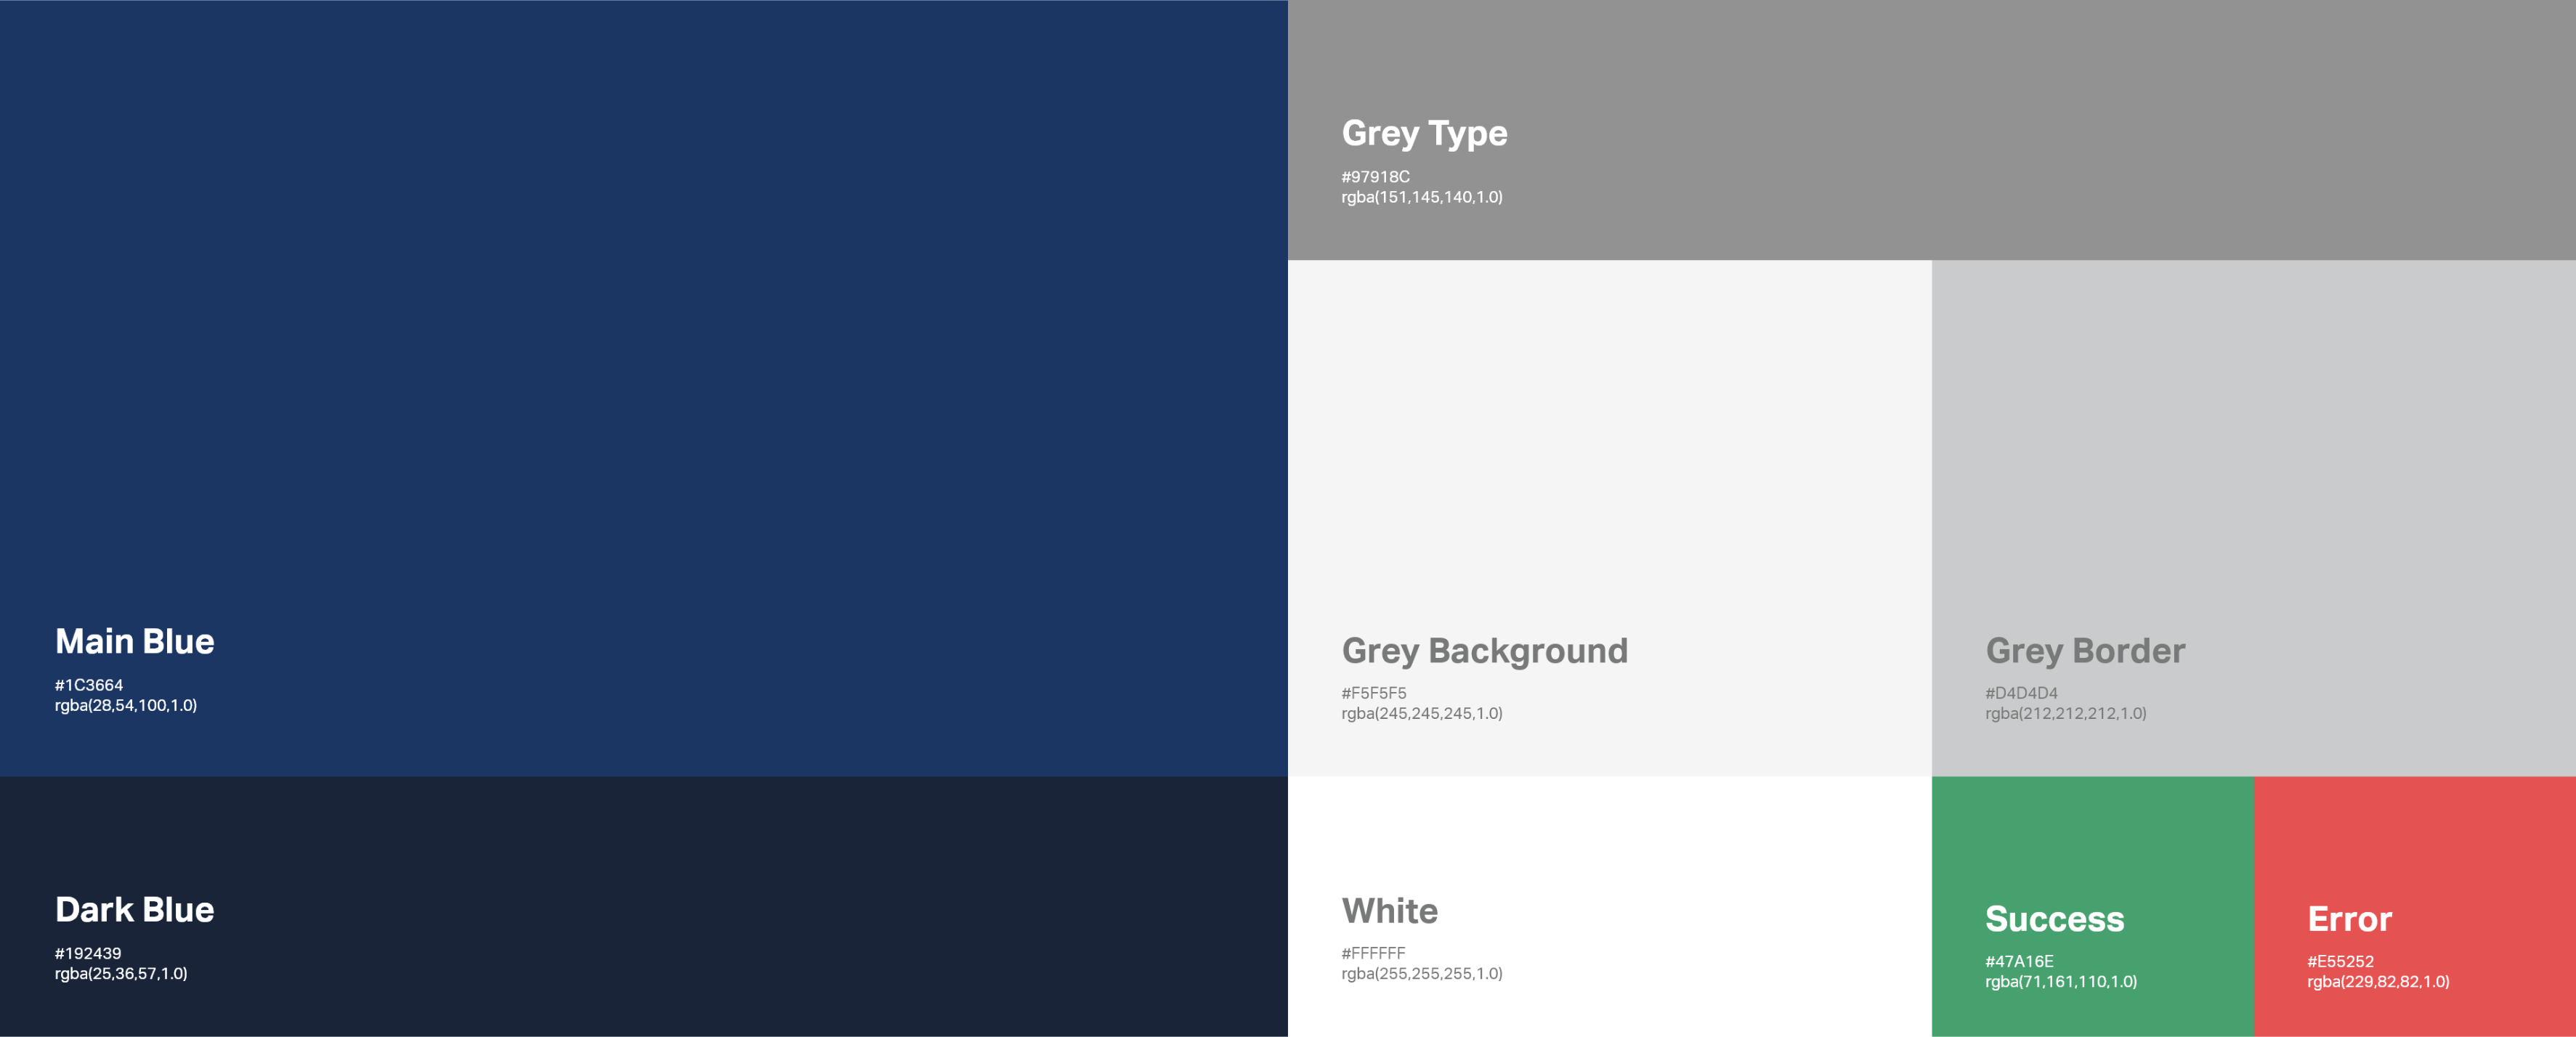 Main Blue
#1C3664
rgba(28,54,100,1.0)
Dark Blue
#192439
rgba(25,36,57,1.0)
Grey Type
#97918C
rgba(151,145,140,1.0)
Grey Background
#F5F5F5
rgba(245,245,245,1.0)
Grey Border
#D4D4D4
rgba(212,212,212,1.0)
White
#FFFFFF
rgba(255,255,255,1.0)
Success
#47A16E
rgba(71,161,110,1.0)
Error
#E55252
rgba(229,82,82,1.0)